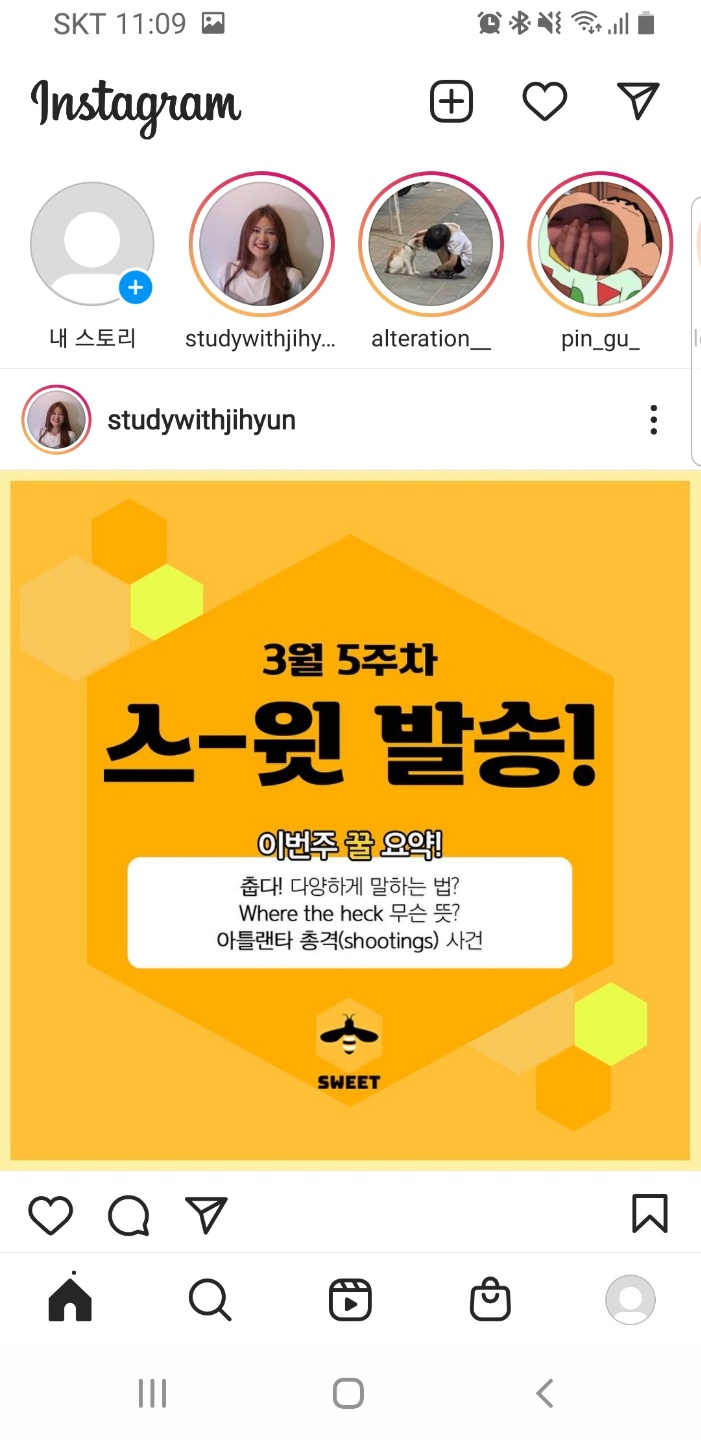 SKT 11:09
Instagram
내 스토리
studywithjihy...
alteration__
pin_gu_
studywithjihyun
3월 5주차
스-윗 발송!
이번주 꿀 요약!
춥다! 다양하게 말하는 법?
Where the heck 무슨 뜻?
아틀랜타 총격(shootings) 사건
SWEET